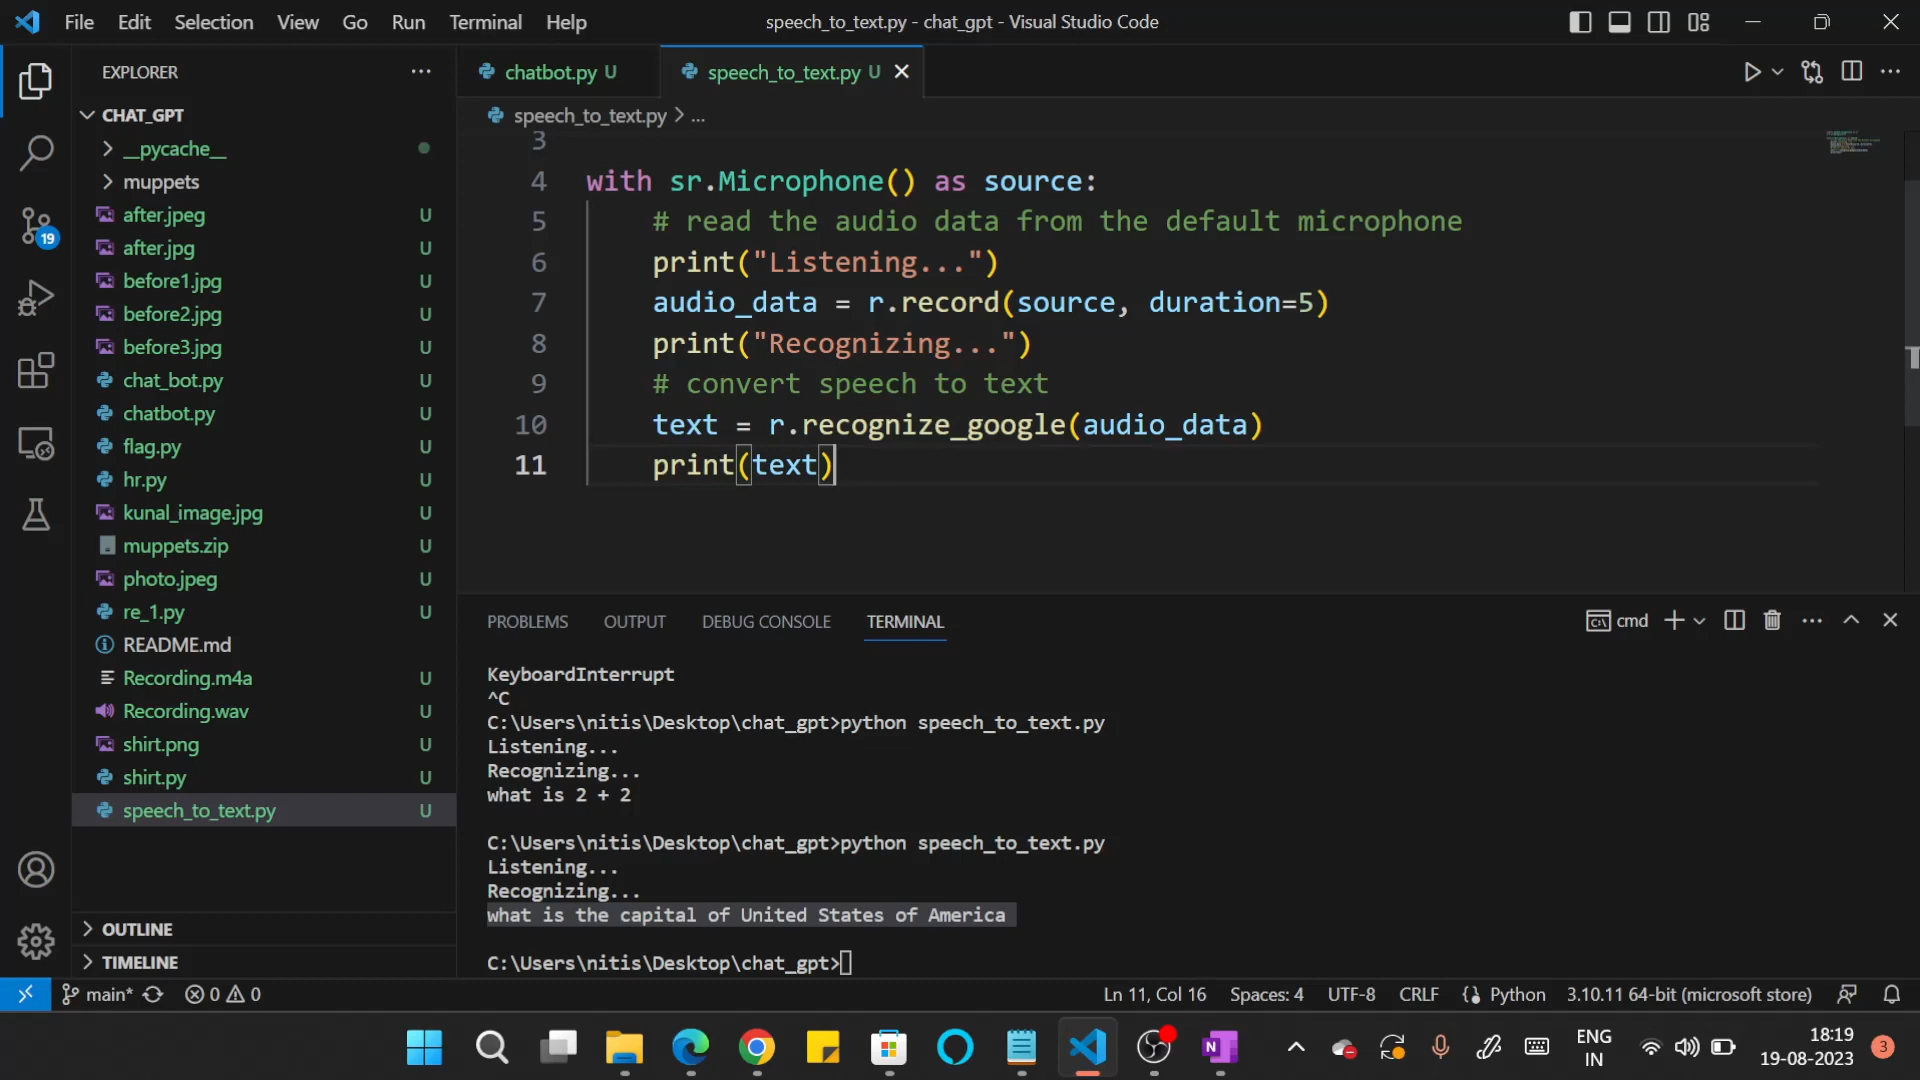 File Edit Selection View Go Run Terminal Help
speech_to_text.py - chat_gpt - Visual Studio Code
EXPLORER
CHAT_GPT
__pycache__
muppets
after.jpeg U
after.jpg U
before1.jpg U
before2.jpg U
before3.jpg U
chat_bot.py U
chatbot.py U
flag.py U
hr.py U
kunal_image.jpg U
muppets.zip U
photo.jpeg U
re_1.py U
README.md
Recording.m4a U
Recording.wav U
shirt.png U
shirt.py U
speech_to_text.py U
OUTLINE
TIMELINE
19
chatbot.py U
speech_to_text.py U
speech_to_text.py > ...
3
4 with sr.Microphone() as source:
5 # read the audio data from the default microphone
6 print("Listening...")
7 audio_data = r.record(source, duration=5)
8 print("Recognizing...")
9 # convert speech to text
10 text = r.recognize_google(audio_data)
11 print(text)
PROBLEMS OUTPUT DEBUG CONSOLE TERMINAL
cmd
KeyboardInterrupt
^C
C:\Users\nitis\Desktop\chat_gpt>python speech_to_text.py
Listening...
Recognizing...
what is 2 + 2
C:\Users\nitis\Desktop\chat_gpt>python speech_to_text.py
Listening...
Recognizing...
what is the capital of United States of America
C:\Users\nitis\Desktop\chat_gpt>
main* 0 0
Ln 11, Col 16 Spaces: 4 UTF-8 CRLF Python 3.10.11 64-bit (microsoft store)
N
ENG
IN
18:19
19-08-2023
3